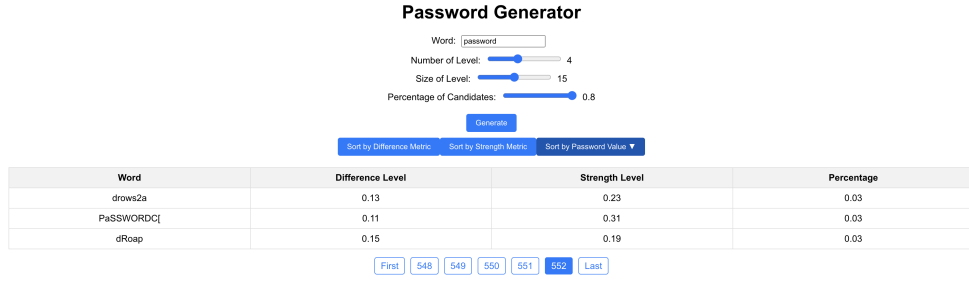 Password Generator
Word: password
Number of Level: 4
Size of Level: 15
Percentage of Candidates: 0.8
Generate
Sort by Difference Metric Sort by Strength Metric Sort by Password Value ▼
Word Difference Level Strength Level Percentage
drows2a 0.13 0.23 0.03
PaSSWORDC[ 0.11 0.31 0.03
dRoap 0.15 0.19 0.03
First 548 549 550 551 552 Last